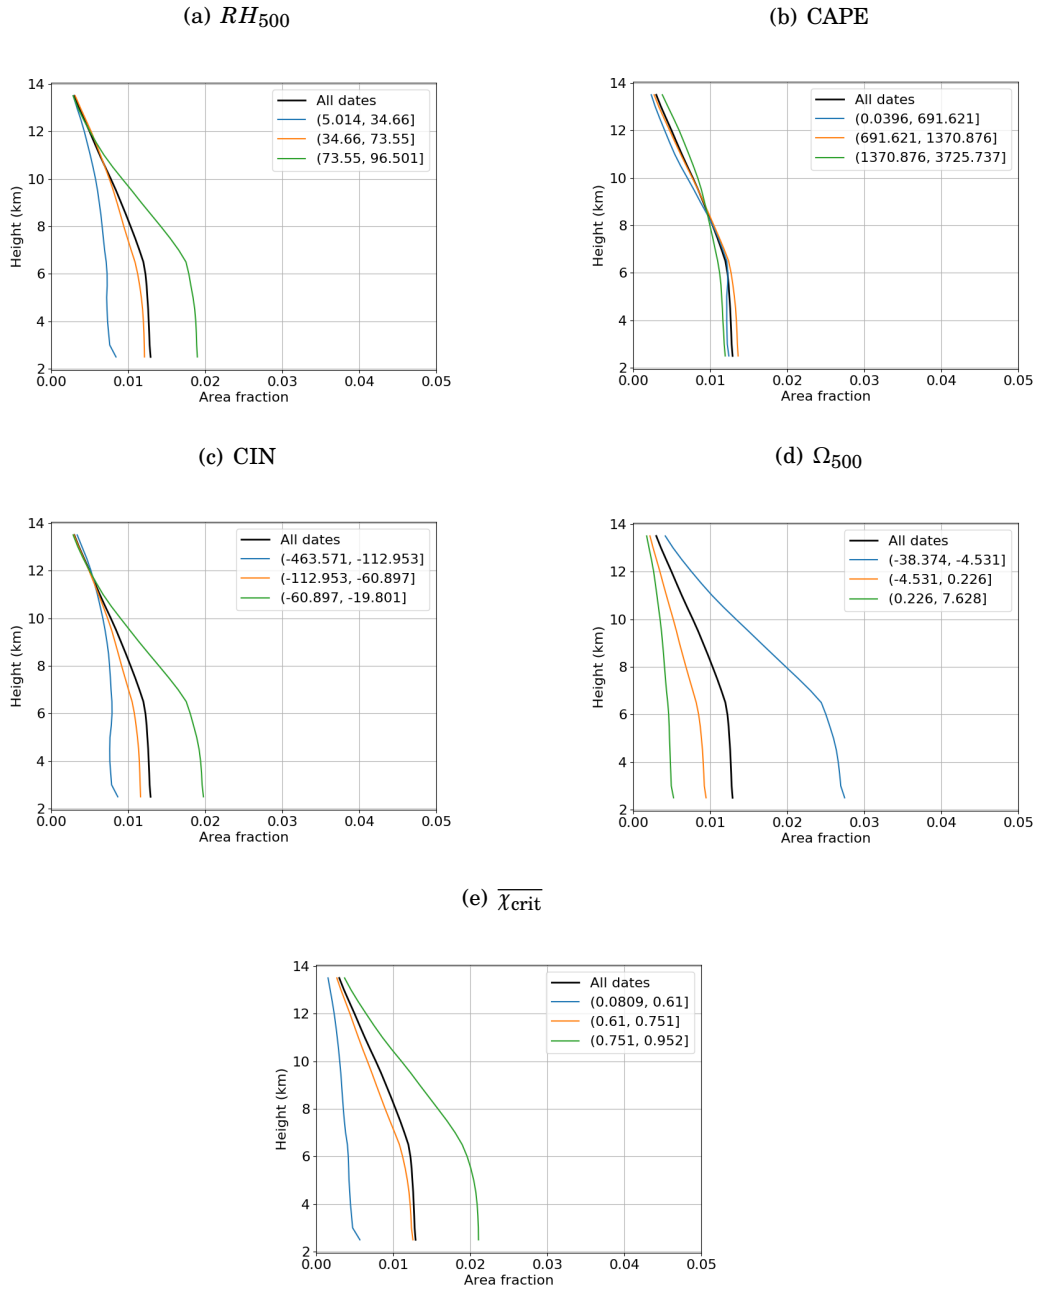 (a) RH500
14
12
10
8
6
4
2
Height (km)
0.00 0.01 0.02 0.03 0.04 0.05
Area fraction
All dates
(5.014, 34.66]
(34.66, 73.55]
(73.55, 96.501]
(b) CAPE
14
12
10
8
6
4
2
Height (km)
0.00 0.01 0.02 0.03 0.04 0.05
Area fraction
All dates
(0.0396, 691.621]
(691.621, 1370.876]
(1370.876, 3725.737]
(c) CIN
14
12
10
8
6
4
2
Height (km)
0.00 0.01 0.02 0.03 0.04 0.05
Area fraction
All dates
(-463.571, -112.953]
(-112.953, -60.897]
(-60.897, -19.801]
(d) Ω500
14
12
10
8
6
4
2
Height (km)
0.00 0.01 0.02 0.03 0.04 0.05
Area fraction
All dates
(-38.374, -4.531]
(-4.531, 0.226]
(0.226, 7.628]
(e) χcrit
14
12
10
8
6
4
2
Height (km)
0.00 0.01 0.02 0.03 0.04 0.05
Area fraction
All dates
(0.0809, 0.61]
(0.61, 0.751]
(0.751, 0.952]